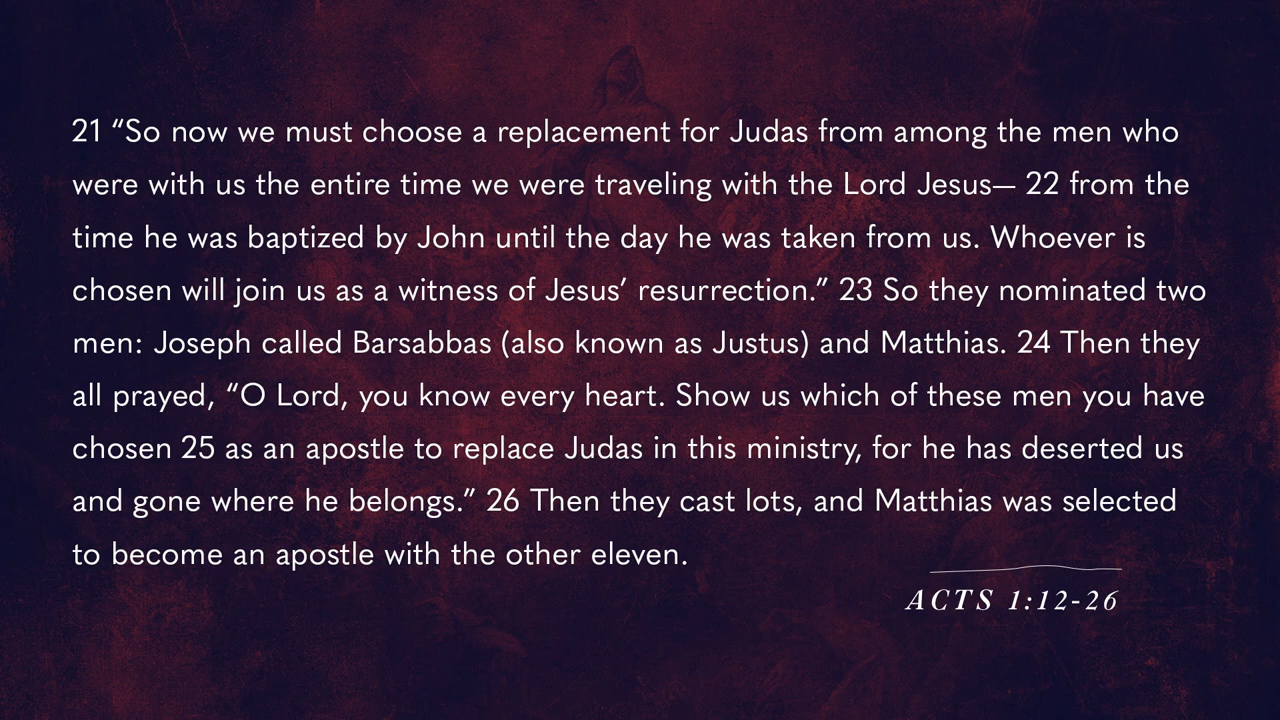 21 “So now we must choose a replacement for Judas from among the men who
were with us the entire time we were traveling with the Lord Jesus— 22 from the
time he was baptized by John until the day he was taken from us. Whoever is
chosen will join us as a witness of Jesus’ resurrection.” 23 So they nominated two
men: Joseph called Barsabbas (also known as Justus) and Matthias. 24 Then they
all prayed, “O Lord, you know every heart. Show us which of these men you have
chosen 25 as an apostle to replace Judas in this ministry, for he has deserted us
and gone where he belongs.” 26 Then they cast lots, and Matthias was selected
to become an apostle with the other eleven.
ACTS 1:12-26